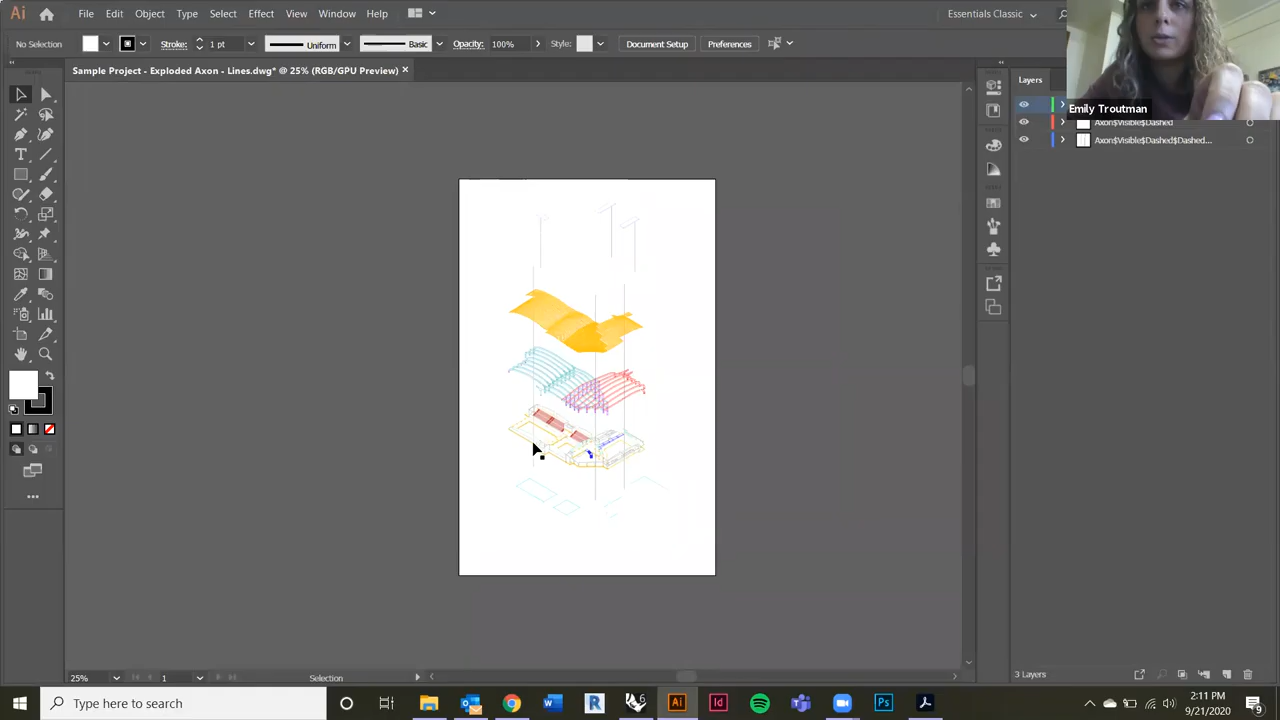 Ai File Edit Object Type Select Effect View Window Help Essentials Classic
No Selection Stroke: 1 pt Uniform Basic Opacity: 100% Style: Document Setup Preferences
Sample Project - Exploded Axon - Lines.dwg* @ 25% (RGB/GPU Preview) ×
Layers
Emily Troutman
Axon$Visible$Dashed
Axon$Visible$Dashed$Dashed...
25% 1 Selection 3 Layers
Type here to search
2:11 PM
9/21/2020